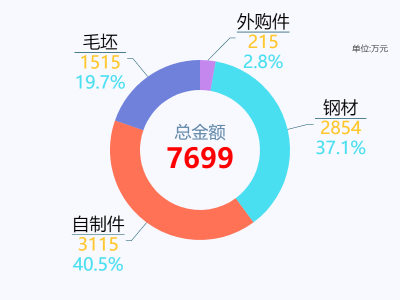 外购件
215
2.8%
单位:万元
毛坯
1515
19.7%
钢材
2854
37.1%
总金额
7699
自制件
3115
40.5%